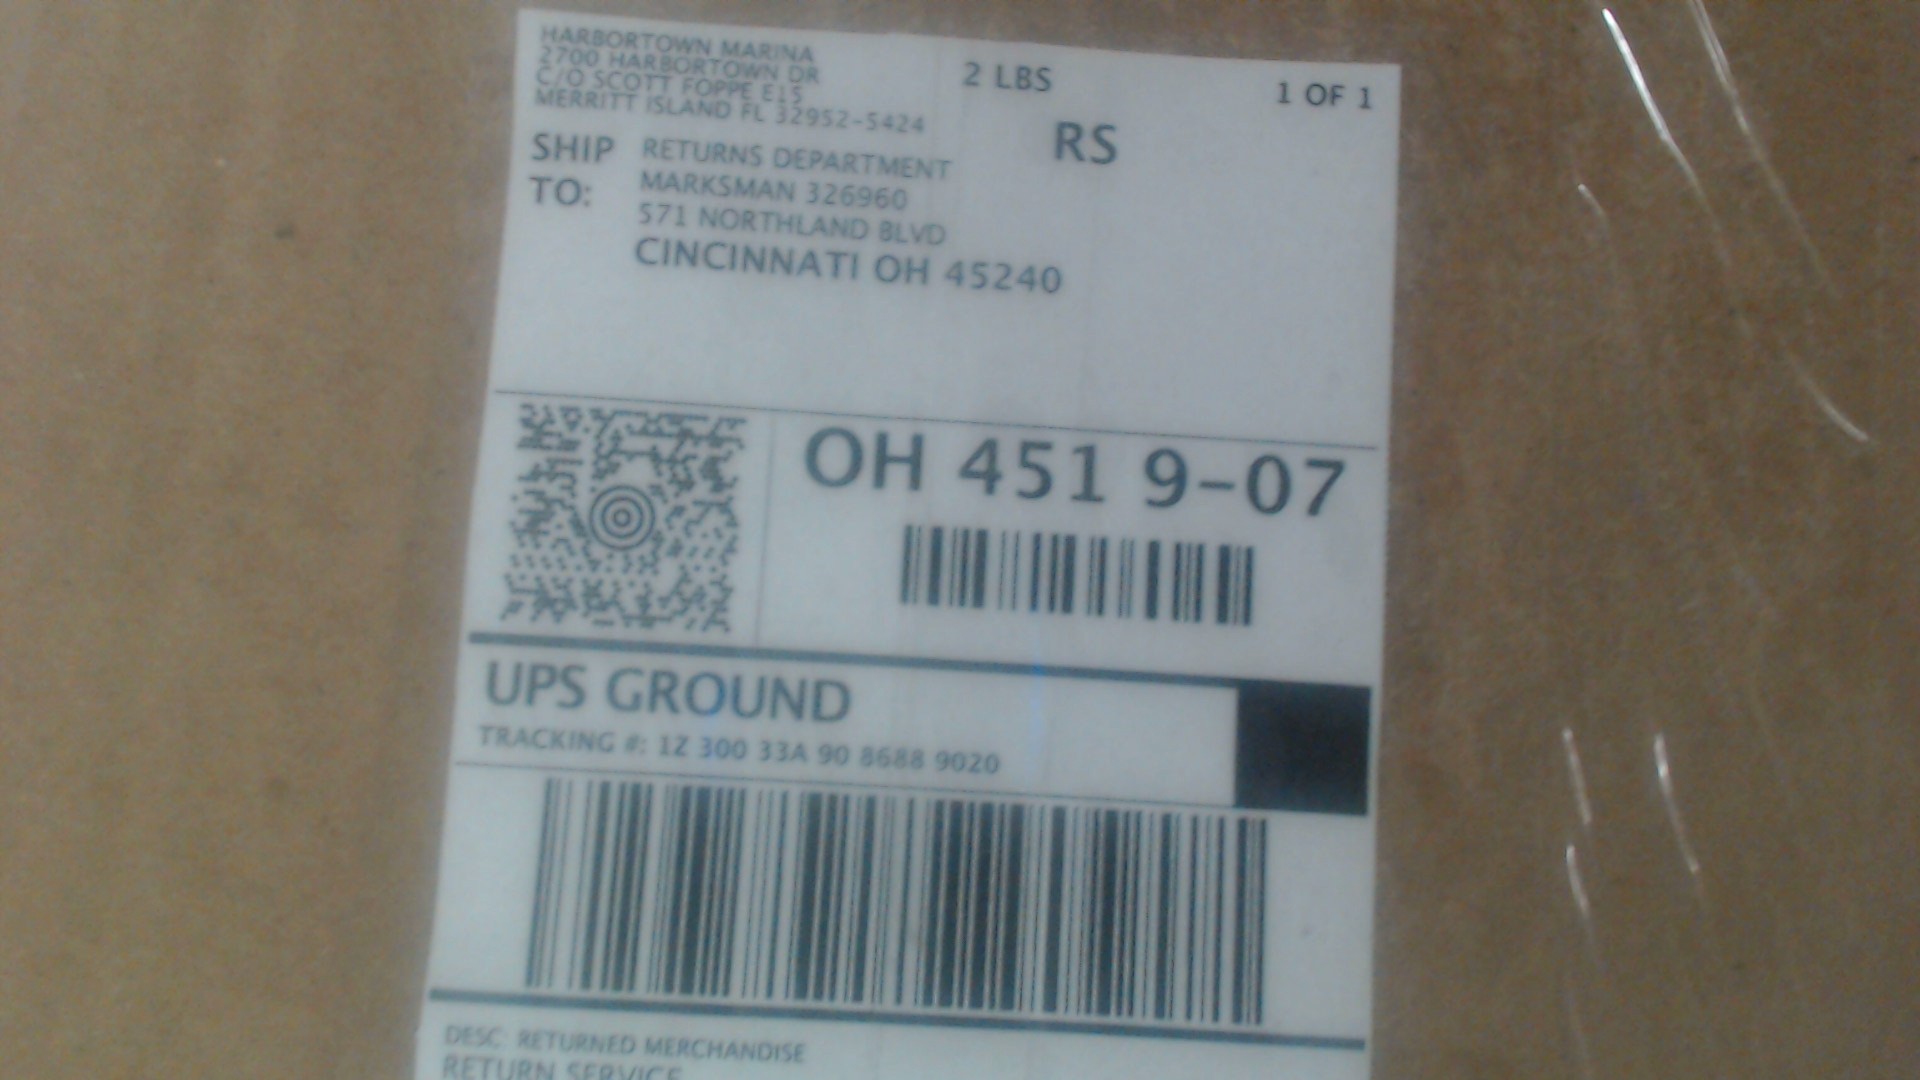 HARBORTOWN MARINA
2700 HARBORTOWN DR
C/O SCOTT FOPPE E15
MERRITT ISLAND FL 32952-5424
2 LBS
1 OF 1
RS
SHIP TO:
RETURNS DEPARTMENT
MARKSMAN 326960
571 NORTHLAND BLVD
CINCINNATI OH 45240
OH 451 9-07
UPS GROUND
TRACKING #: 1Z 300 33A 90 8688 9020
DESC: RETURNED MERCHANDISE
RETURN SERVICE